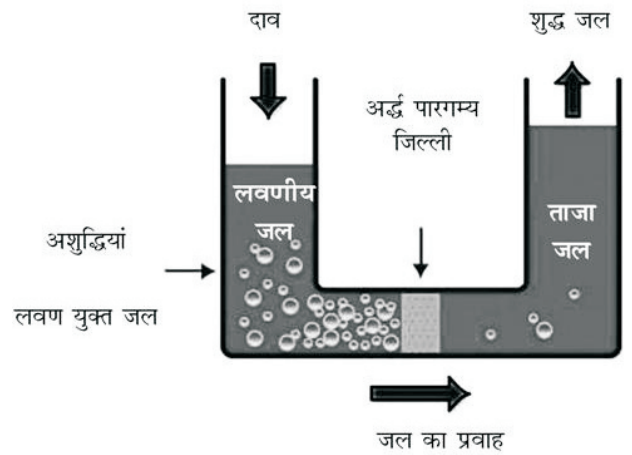 दाव
शुद्ध जल
अर्द्ध पारगम्य
जिल्ली
लवणीय
जल
ताजा
जल
अशुद्धियां
लवण युक्त जल
जल का प्रवाह